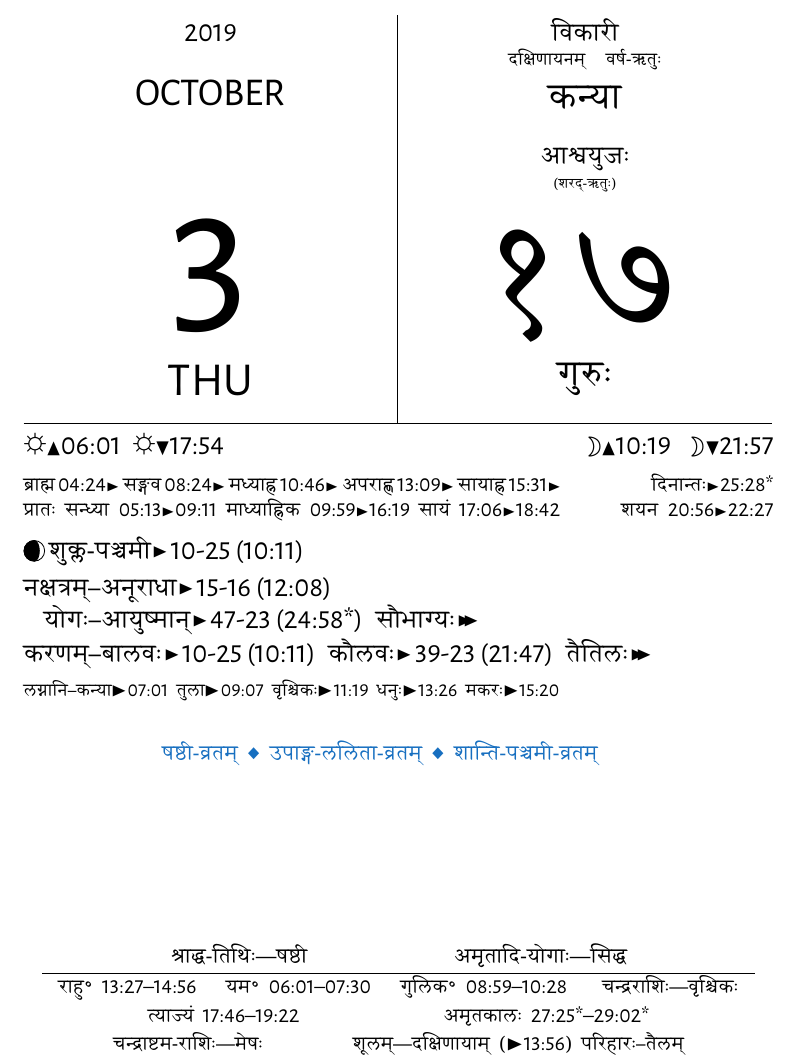 2019
OCTOBER
3
THU
विकारी
दक्षिणायनम् वर्ष-ऋतुः
कन्या
आश्वयुजः
(शरद्-ऋतुः)
१७
गुरुः
☼▲06:01 ☼▼17:54 ☽▲10:19 ☽▼21:57
ब्राह्म 04:24► सङ्गव 08:24► मध्याह्न 10:46► अपराह्ण 13:09► सायाह्न 15:31► दिनान्तः►25:28*
प्रातः सन्ध्या 05:13►09:11 माध्याह्निक 09:59►16:19 सायं 17:06►18:42 शयन 20:56►22:27
शुक्ल-पञ्चमी►10-25 (10:11)
नक्षत्रम्–अनूराधा►15-16 (12:08)
योगः–आयुष्मान्►47-23 (24:58*) सौभाग्यः►►
करणम्–बालवः►10-25 (10:11) कौलवः►39-23 (21:47) तैतिलः►►
लग्नानि–कन्या►07:01 तुला►09:07 वृश्चिकः►11:19 धनुः►13:26 मकरः►15:20
षष्ठी-व्रतम् ◆ उपाङ्ग-ललिता-व्रतम् ◆ शान्ति-पञ्चमी-व्रतम्
श्राद्ध-तिथिः—षष्ठी अमृतादि-योगाः—सिद्ध
राहु° 13:27–14:56 यम° 06:01–07:30 गुलिक° 08:59–10:28 चन्द्रराशिः—वृश्चिकः
त्याज्यं 17:46–19:22 अमृतकालः 27:25*–29:02*
चन्द्राष्टम-राशिः—मेषः शूलम्—दक्षिणायाम् (►13:56) परिहारः–तैलम्